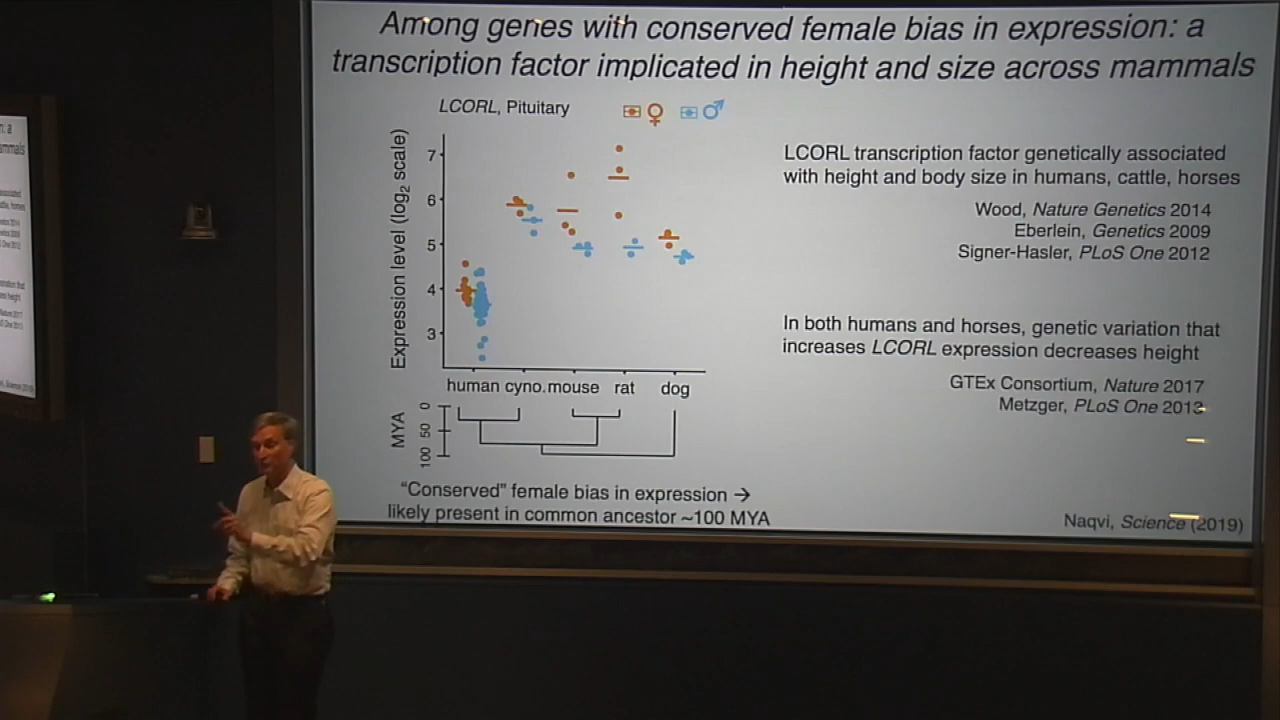 Among genes with conserved female bias in expression: a
transcription factor implicated in height and size across mammals
LCORL, Pituitary
♀ ♂
Expression level (log2 scale)
7
6
5
4
3
human cyno. mouse rat dog
MYA
0
50
100
"Conserved" female bias in expression →
likely present in common ancestor ~100 MYA
LCORL transcription factor genetically associated
with height and body size in humans, cattle, horses
Wood, Nature Genetics 2014
Eberlein, Genetics 2009
Signer-Hasler, PLoS One 2012
In both humans and horses, genetic variation that
increases LCORL expression decreases height
GTEx Consortium, Nature 2017
Metzger, PLoS One 2013
Naqvi, Science (2019)